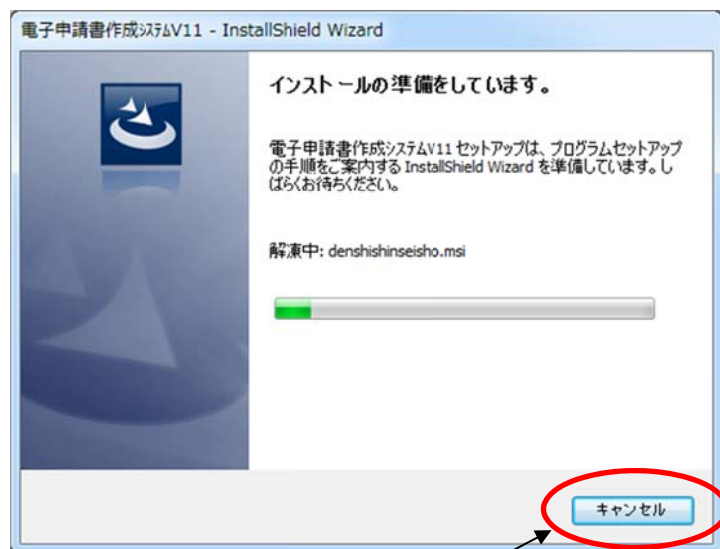 電子申請書作成システムV11 - InstallShield Wizard
インストールの準備をしています。
電子申請書作成システムV11 セットアップは、プログラムセットアップ
の手順をご案内する InstallShield Wizard を準備しています。し
ばらくお待ちください。
解凍中: denshishinseisho.msi
キャンセル